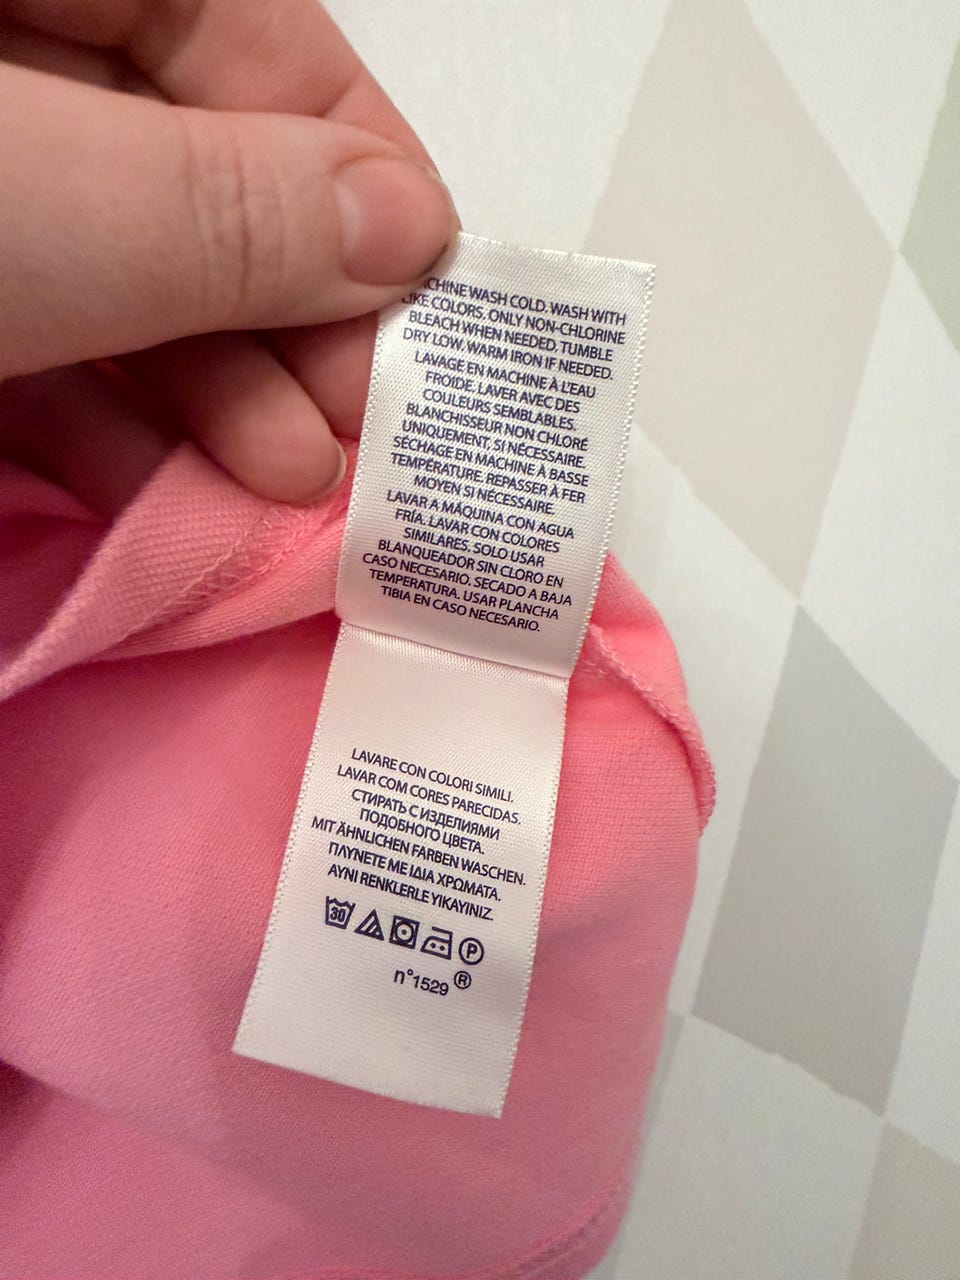 CHINE WASH COLD. WASH WITH
IKE COLORS. ONLY NON-CHLORINE
BLEACH WHEN NEEDED. TUMBLE
DRY LOW. WARM IRON IF NEEDED.
LAVAGE EN MACHINE À L'EAU
FROIDE. LAVER AVEC DES
COULEURS SEMBLABLES.
BLANCHISSEUR NON CHLORÉ
UNIQUEMENT, SI NÉCESSAIRE.
SÉCHAGE EN MACHINE À BASSE
TEMPÉRATURE. REPASSER À FER
MOYEN SI NÉCESSAIRE.
LAVAR A MÁQUINA CON AGUA
FRÍA. LAVAR CON COLORES
SIMILARES. SOLO USAR
BLANQUEADOR SIN CLORO EN
CASO NECESARIO. SECADO A BAJA
TEMPERATURA. USAR PLANCHA
TIBIA EN CASO NECESARIO.
LAVARE CON COLORI SIMILI.
LAVAR COM CORES PARECIDAS.
СТИРАТЬ С ИЗДЕЛИЯМИ
ПОДОБНОГО ЦВЕТА.
MIT ÄHNLICHEN FARBEN WASCHEN.
ΠΛΥΝΕΤΕ ΜΕ ΙΔΙΑ ΧΡΩΜΑΤΑ.
AYNI RENKLERLE YIKAYINIZ.
30 P
n°1529 ®